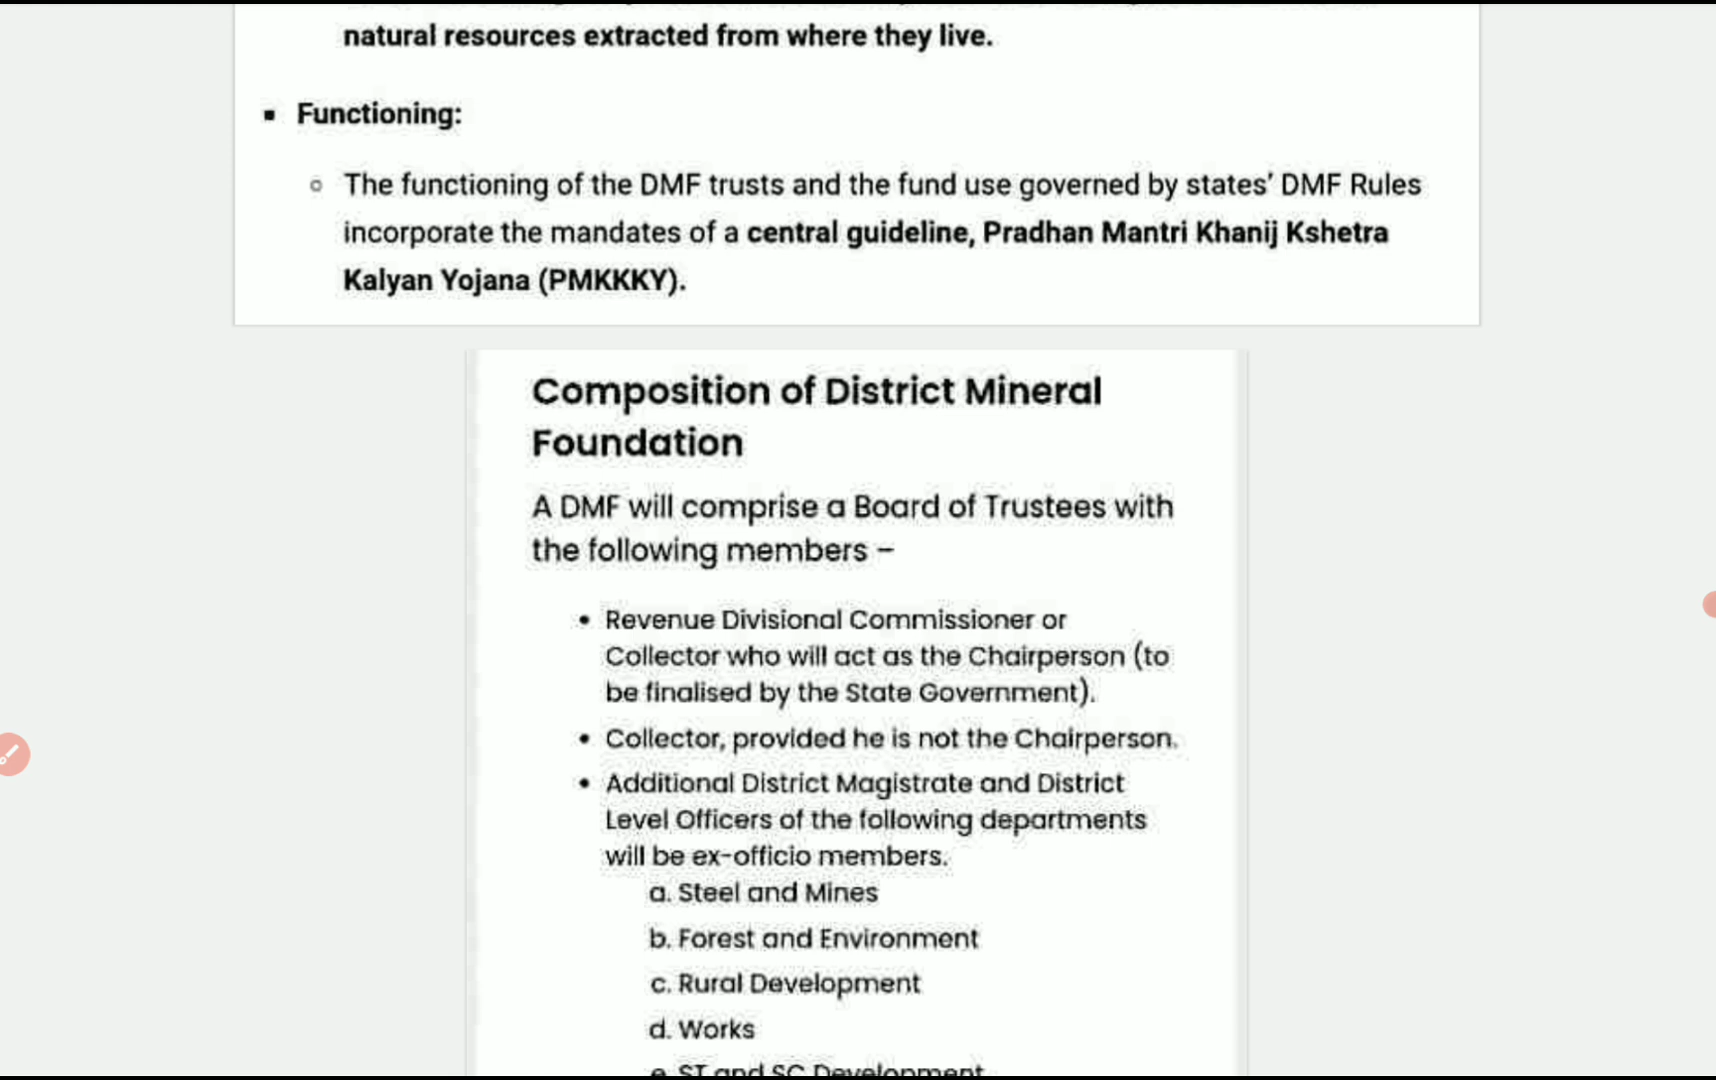 natural resources extracted from where they live.
▪ Functioning:
o The functioning of the DMF trusts and the fund use governed by states’ DMF Rules
incorporate the mandates of a central guideline, Pradhan Mantri Khanij Kshetra
Kalyan Yojana (PMKKKY).
Composition of District Mineral
Foundation
A DMF will comprise a Board of Trustees with
the following members –
• Revenue Divisional Commissioner or
Collector who will act as the Chairperson (to
be finalised by the State Government).
• Collector, provided he is not the Chairperson.
• Additional District Magistrate and District
Level Officers of the following departments
will be ex-officio members.
a. Steel and Mines
b. Forest and Environment
c. Rural Development
d. Works
e. ST and SC Development